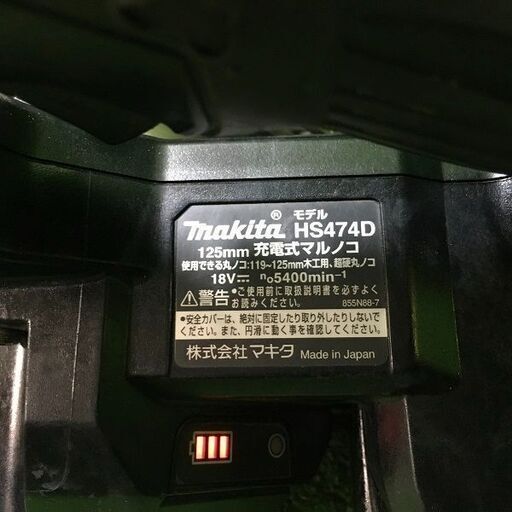 makita® モデル HS474D
125mm 充電式マルノコ
使用できる丸ノコ:119~125mm木工用、超硬丸ノコ
18V⎓ n₀5400min⁻¹
⚠警告 •ご使用前に取扱説明書を必ずよく
お読みください。 855N88-7
•安全カバーは、絶対に固定したり取り外したりしないで
ください。また、円滑に動く事を確認してください。
株式会社マキタ Made in Japan